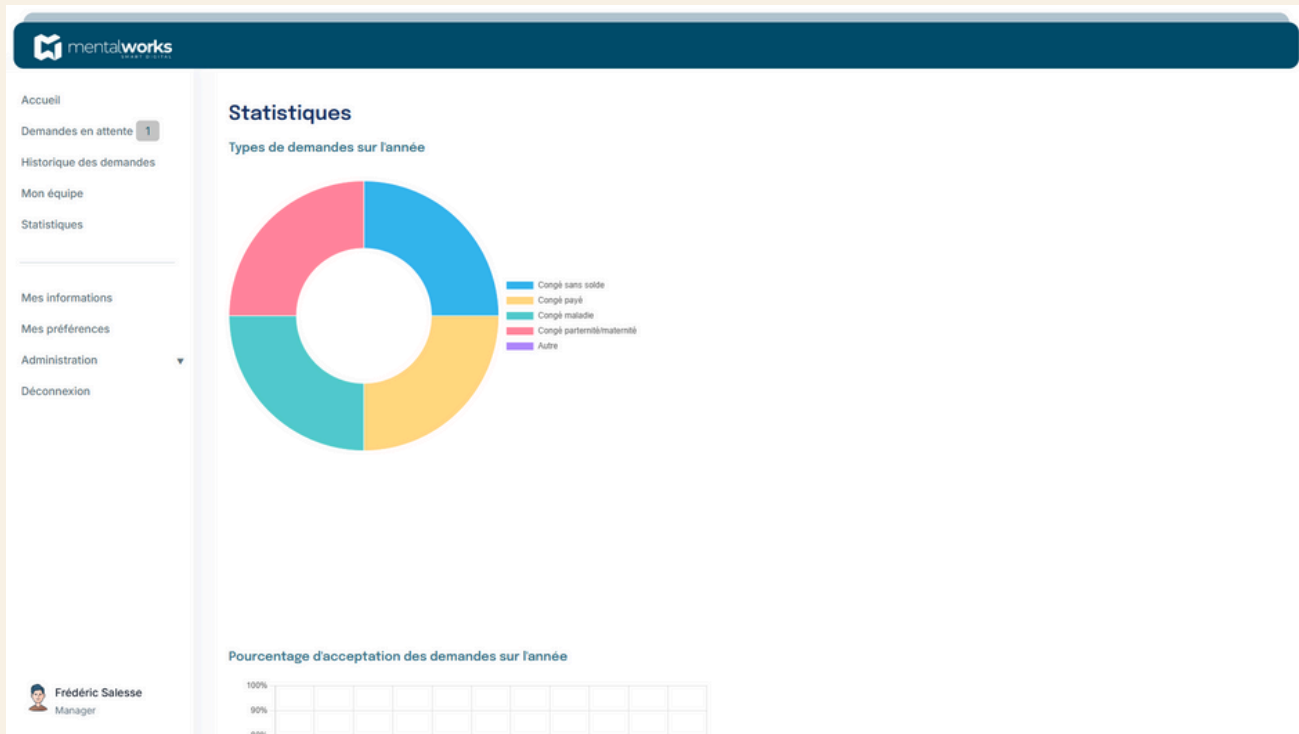 mentalworks
SMART DIGITAL
Accueil
Demandes en attente 1
Historique des demandes
Mon équipe
Statistiques
Mes informations
Mes préférences
Administration ▼
Déconnexion
Frédéric Salesse
Manager
Statistiques
Types de demandes sur l'année
Congé sans solde
Congé payé
Congé maladie
Congé parternité/maternité
Autre
Pourcentage d'acceptation des demandes sur l'année
100%
90%